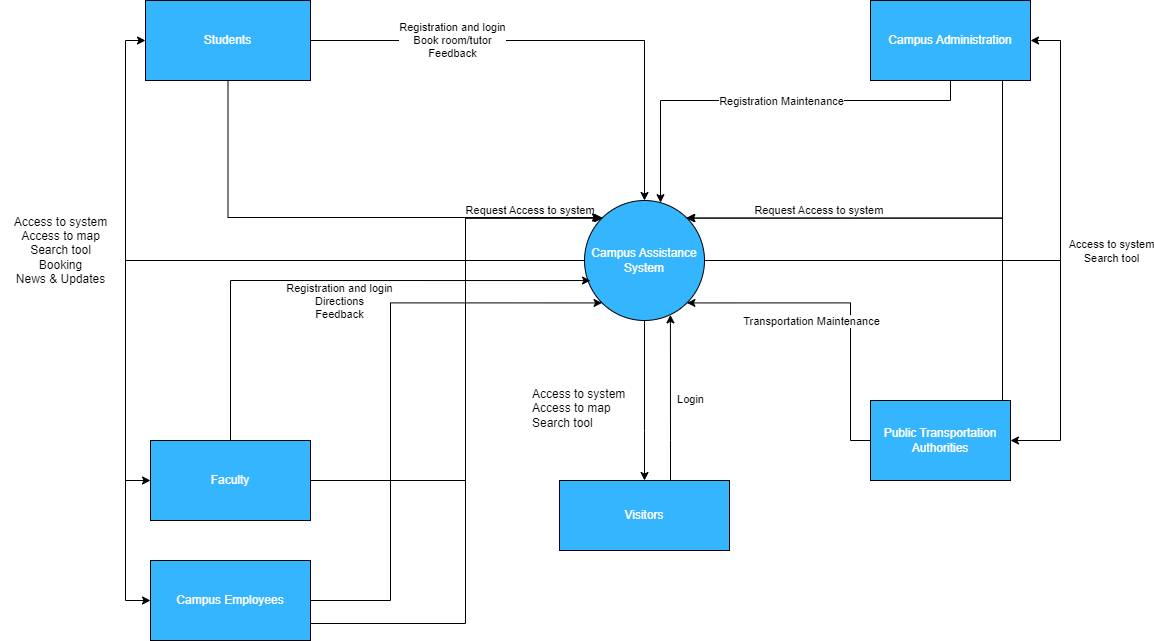 Students
Registration and login
Book room/tutor
Feedback
Campus Administration
Registration Maintenance
Request Access to system
Request Access to system
Access to system
Access to map
Search tool
Booking
News & Updates
Campus Assistance
System
Access to system
Search tool
Registration and login
Directions
Feedback
Transportation Maintenance
Access to system
Access to map
Search tool
Login
Public Transportation
Authorities
Faculty
Visitors
Campus Employees